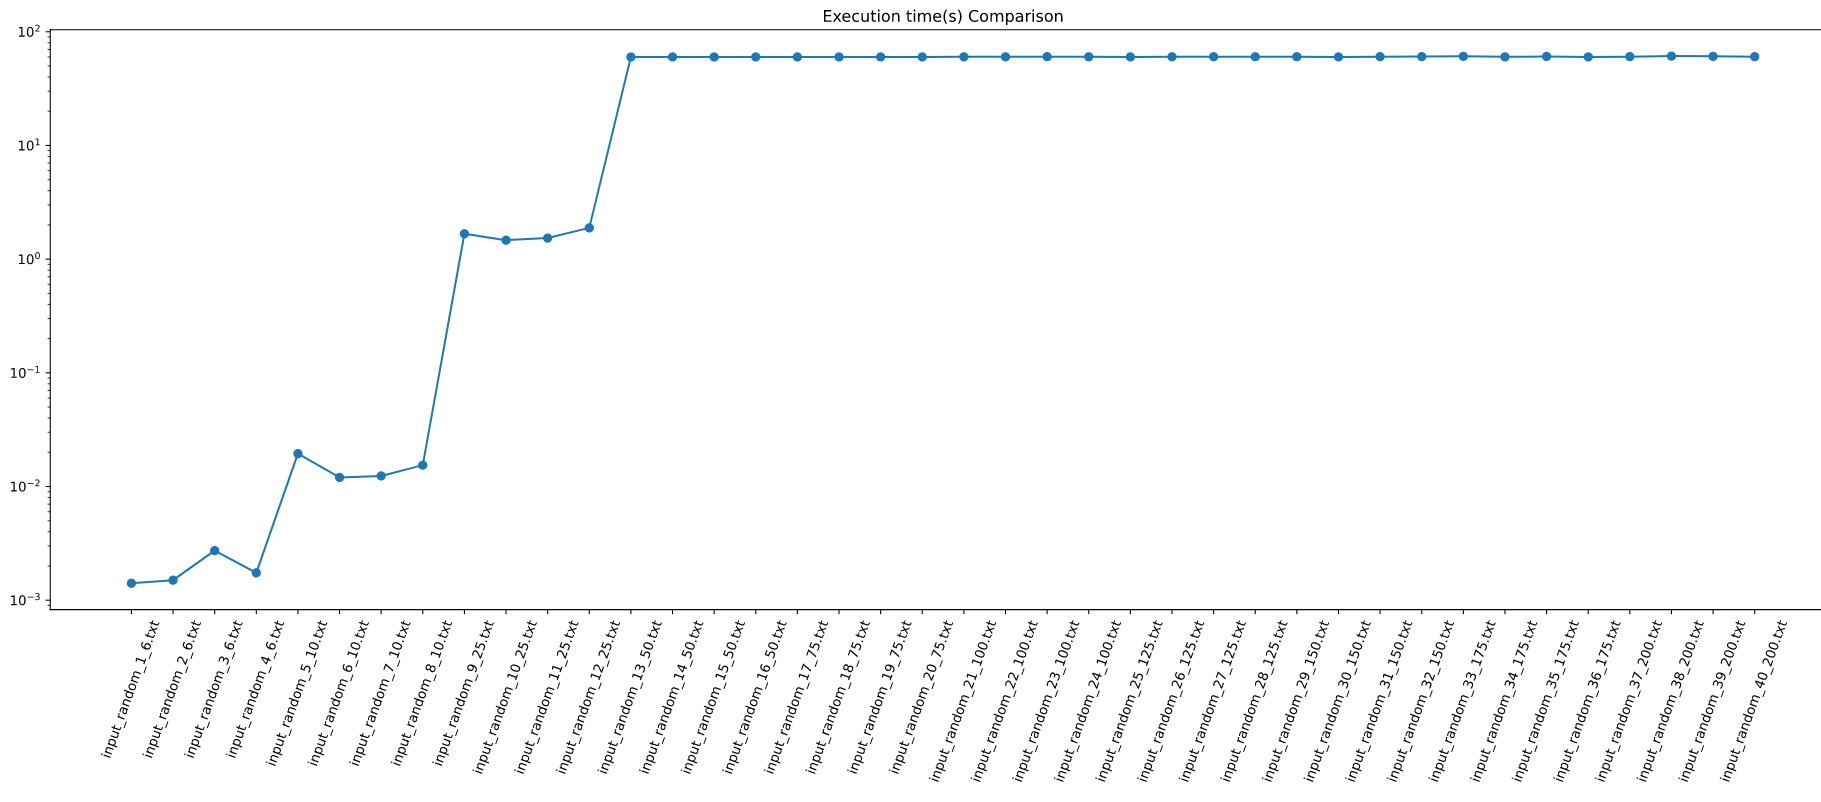 Execution time(s) Comparison
10²
10¹
10⁰
10⁻¹
10⁻²
10⁻³
input_random_1_6.txt
input_random_2_6.txt
input_random_3_6.txt
input_random_4_6.txt
input_random_5_10.txt
input_random_6_10.txt
input_random_7_10.txt
input_random_8_10.txt
input_random_9_25.txt
input_random_10_25.txt
input_random_11_25.txt
input_random_12_25.txt
input_random_13_50.txt
input_random_14_50.txt
input_random_15_50.txt
input_random_16_50.txt
input_random_17_75.txt
input_random_18_75.txt
input_random_19_75.txt
input_random_20_75.txt
input_random_21_100.txt
input_random_22_100.txt
input_random_23_100.txt
input_random_24_100.txt
input_random_25_125.txt
input_random_26_125.txt
input_random_27_125.txt
input_random_28_125.txt
input_random_29_150.txt
input_random_30_150.txt
input_random_31_150.txt
input_random_32_150.txt
input_random_33_175.txt
input_random_34_175.txt
input_random_35_175.txt
input_random_36_175.txt
input_random_37_200.txt
input_random_38_200.txt
input_random_39_200.txt
input_random_40_200.txt